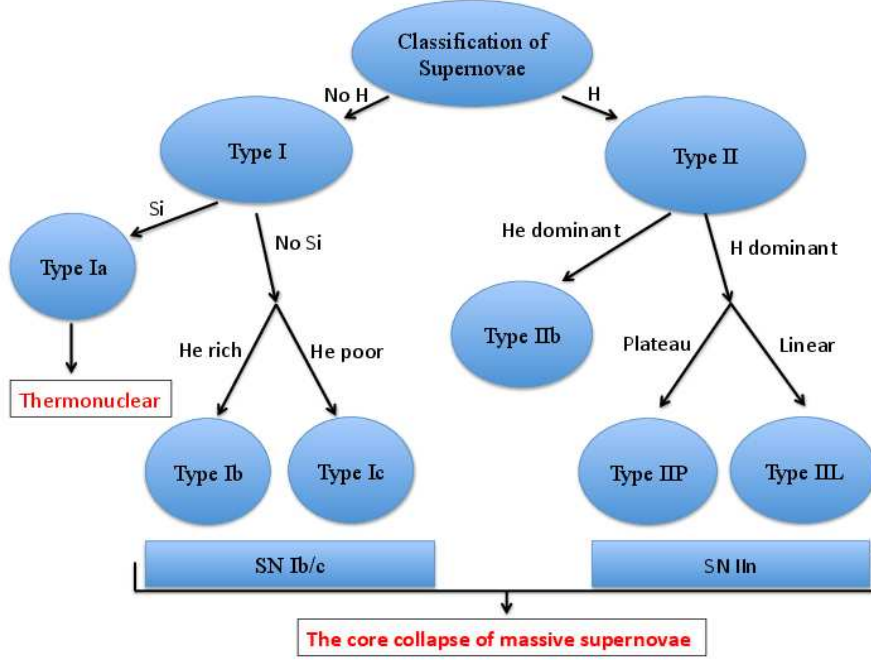 Classification of
Supernovae
No H
H
Type I
Type II
Si
No Si
He dominant
H dominant
Type Ia
Type IIb
He rich
He poor
Plateau
Linear
Thermonuclear
Type Ib
Type Ic
Type IIP
Type IIL
SN Ib/c
SN IIn
The core collapse of massive supernovae